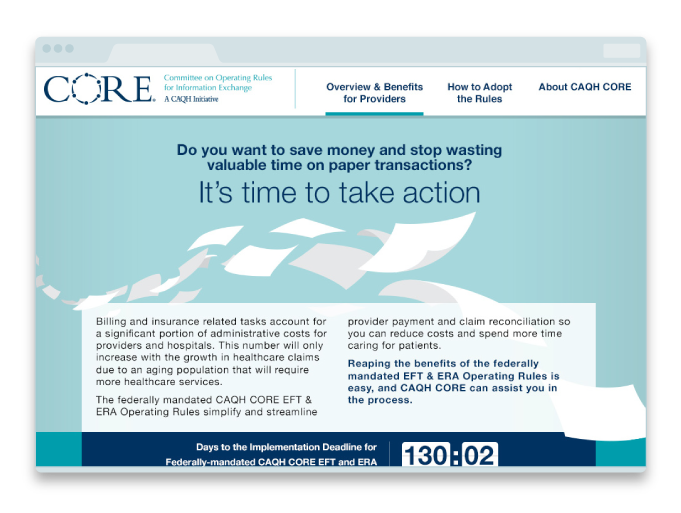 CORE®
Committee on Operating Rules
for Information Exchange
A CAQH Initiative
Overview & Benefits
for Providers
How to Adopt
the Rules
About CAQH CORE
Do you want to save money and stop wasting
valuable time on paper transactions?
It's time to take action
Billing and insurance related tasks account for
a significant portion of administrative costs for
providers and hospitals. This number will only
increase with the growth in healthcare claims
due to an aging population that will require
more healthcare services.
The federally mandated CAQH CORE EFT &
ERA Operating Rules simplify and streamline
provider payment and claim reconciliation so
you can reduce costs and spend more time
caring for patients.
Reaping the benefits of the federally
mandated EFT & ERA Operating Rules is
easy, and CAQH CORE can assist you in
the process.
Days to the Implementation Deadline for
Federally-mandated CAQH CORE EFT and ERA
130:02